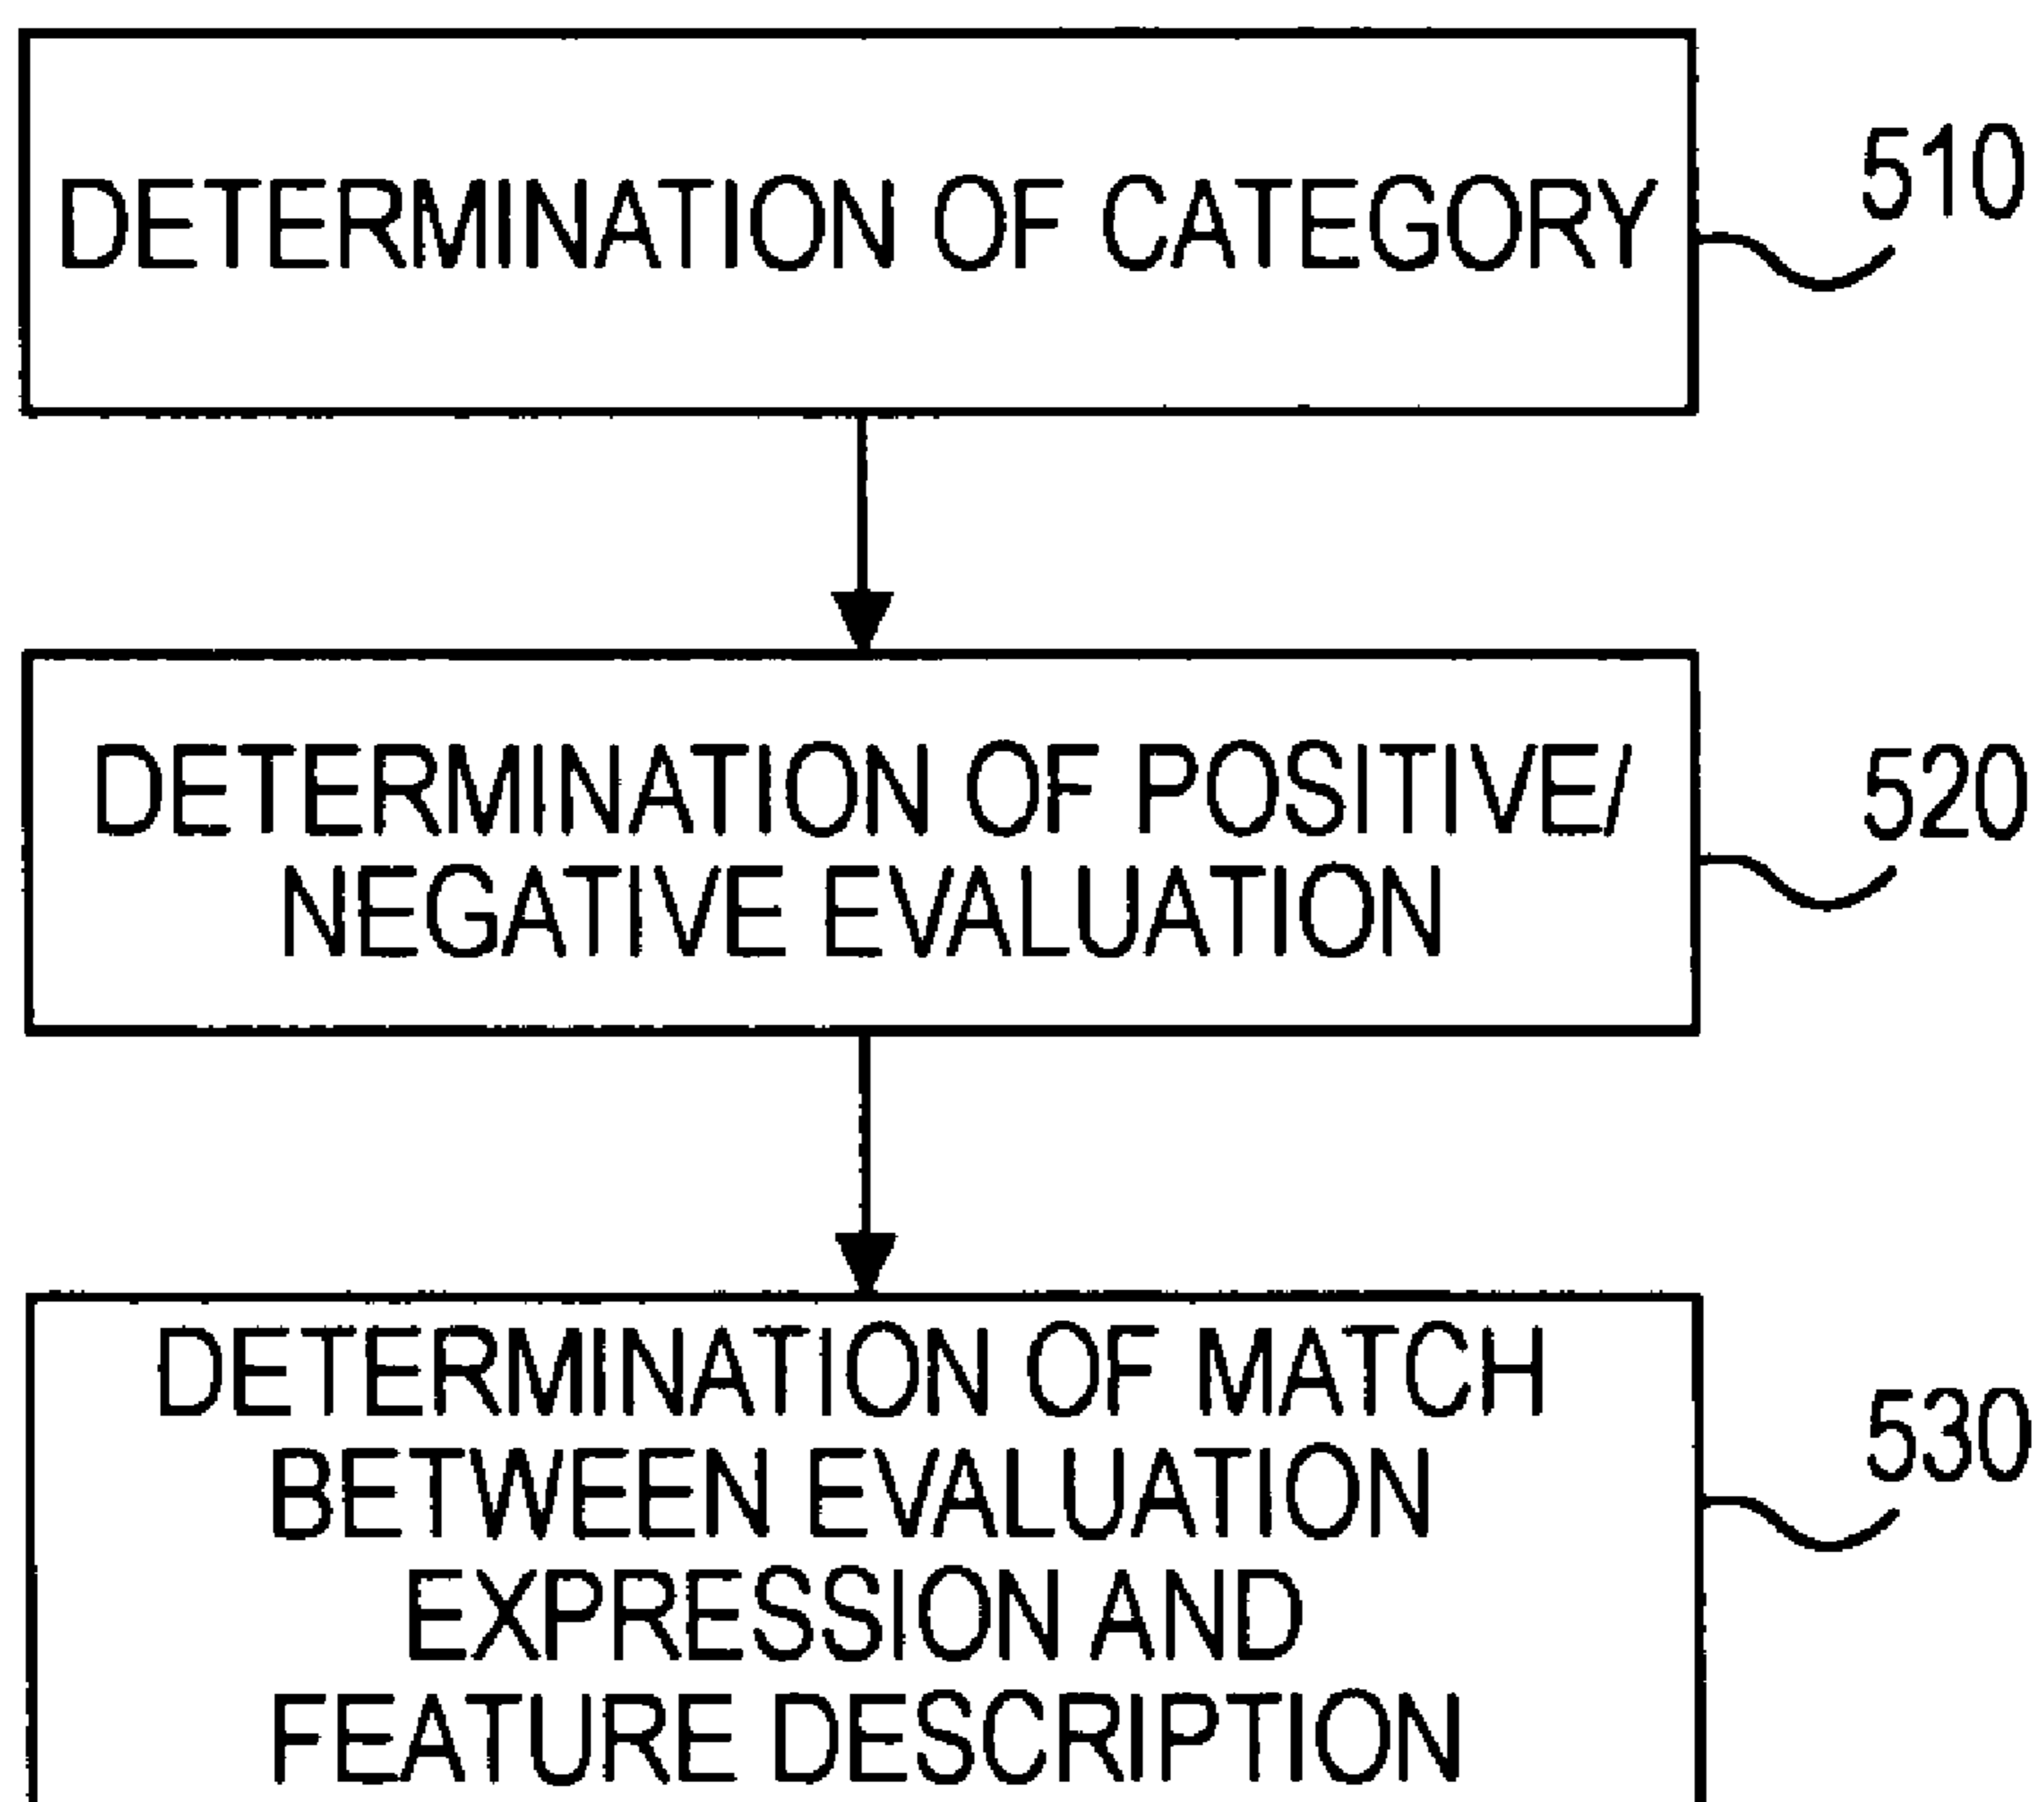 DETERMINATION OF CATEGORY
510
DETERMINATION OF POSITIVE/
NEGATIVE EVALUATION
520
DETERMINATION OF MATCH
BETWEEN EVALUATION
EXPRESSION AND
FEATURE DESCRIPTION
530